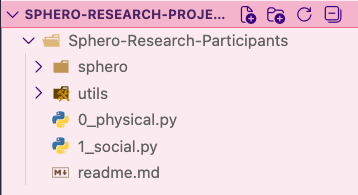 SPHERO-RESEARCH-PROJE...
Sphero-Research-Participants
sphero
utils
0_physical.py
1_social.py
readme.md